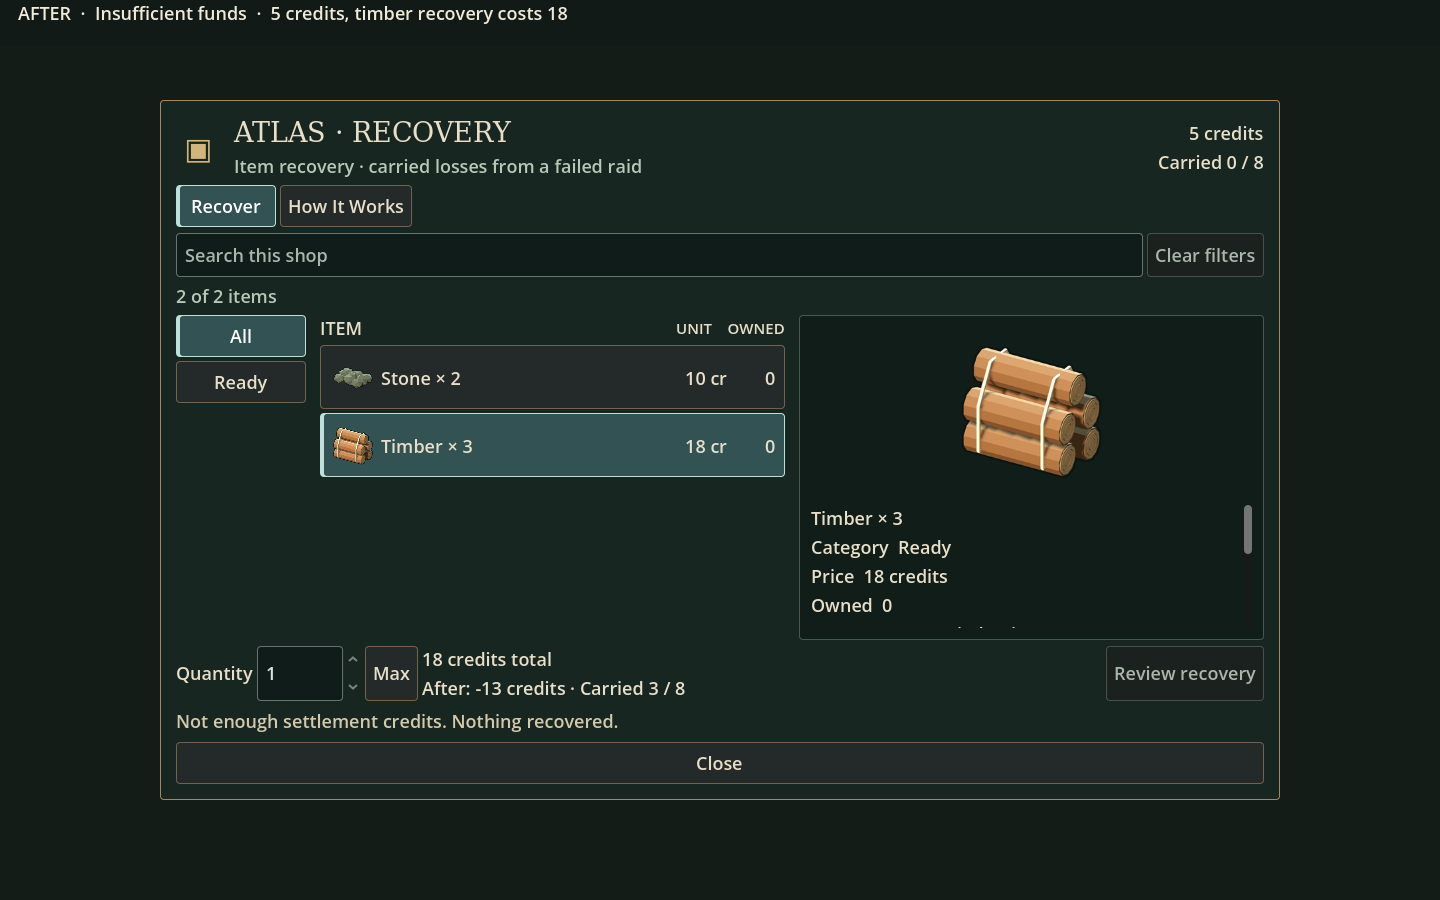 AFTER · Insufficient funds · 5 credits, timber recovery costs 18
ATLAS · RECOVERY
Item recovery · carried losses from a failed raid
5 credits
Carried 0 / 8
Recover
How It Works
Search this shop
Clear filters
2 of 2 items
All
Ready
ITEM UNIT OWNED
Stone × 2 10 cr 0
Timber × 3 18 cr 0
Timber × 3
Category Ready
Price 18 credits
Owned 0
Quantity 1 Max
18 credits total
After: -13 credits · Carried 3 / 8
Review recovery
Not enough settlement credits. Nothing recovered.
Close